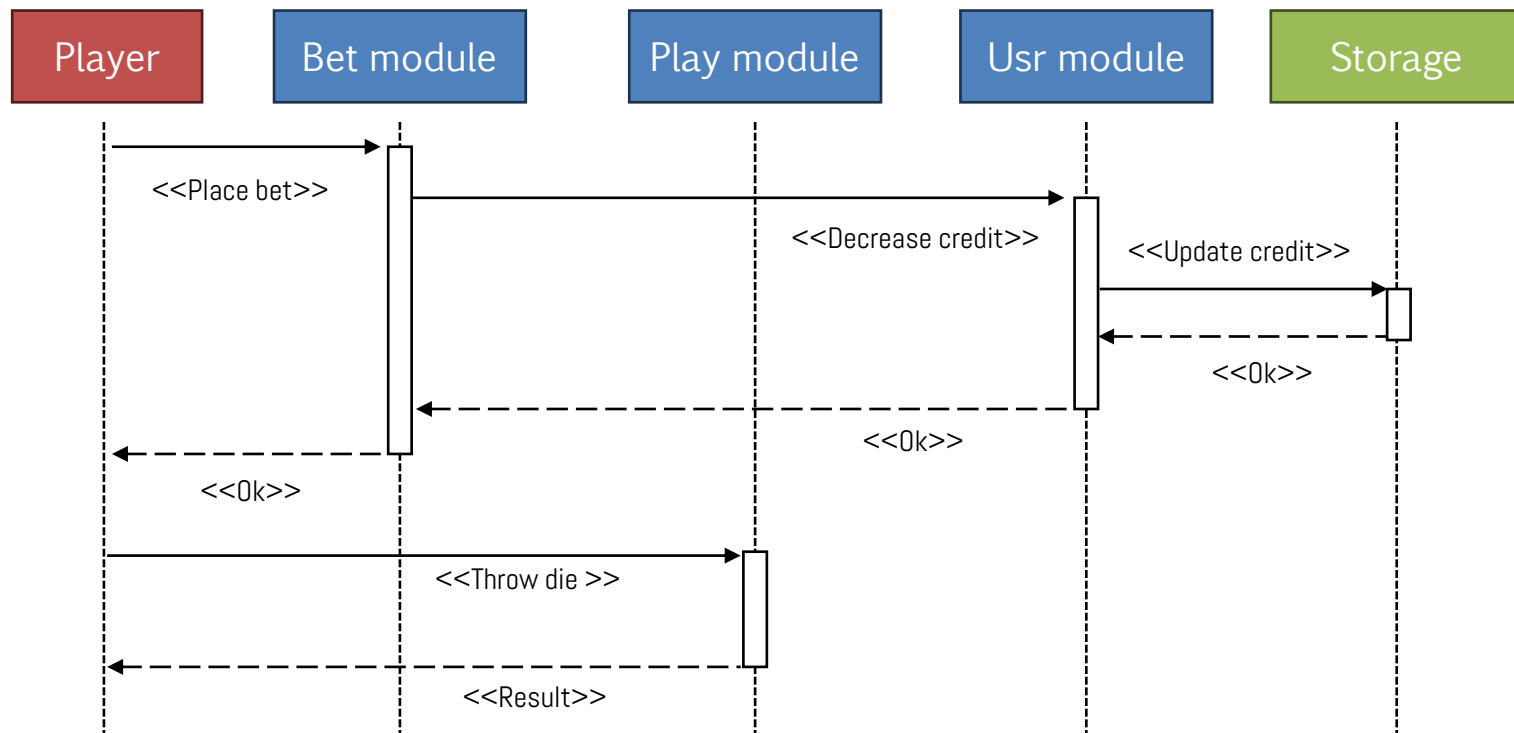 Player
Bet module
Play module
Usr module
Storage
<<Place bet>>
<<Decrease credit>>
<<Update credit>>
<<Ok>>
<<Ok>>
<<Ok>>
<<Throw die >>
<<Result>>